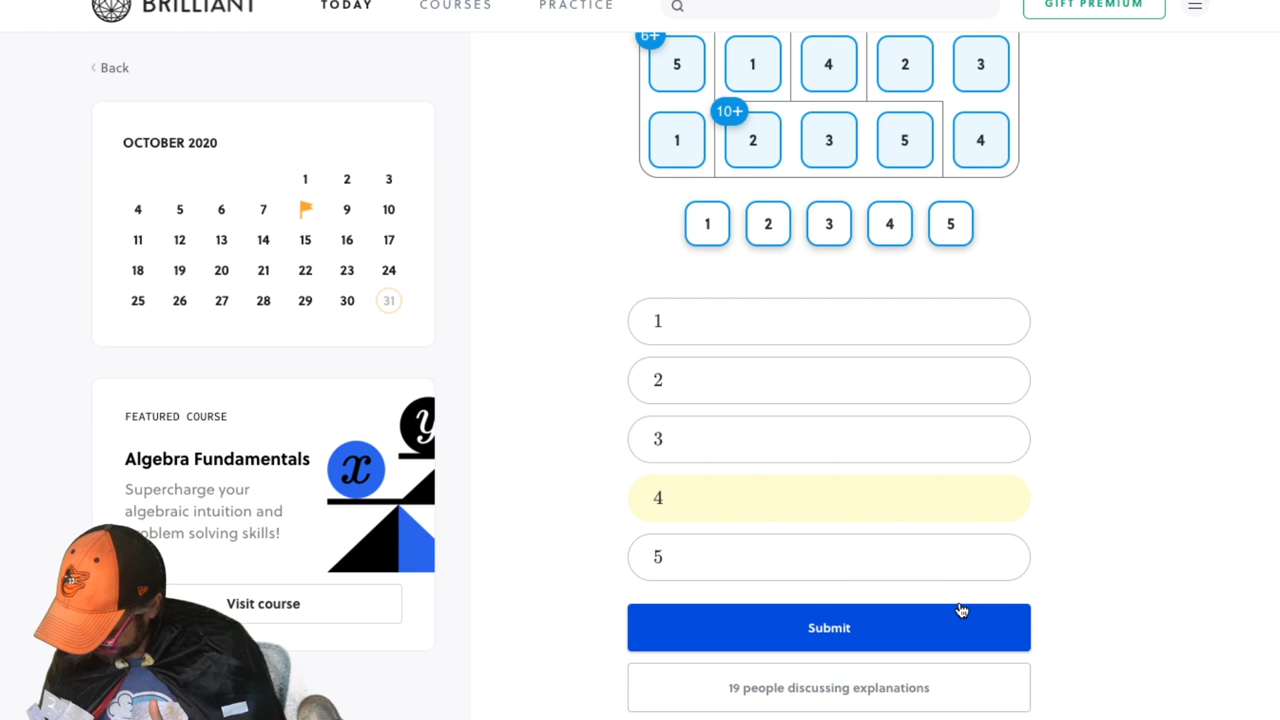 BRILLIANT
TODAY
COURSES
PRACTICE
GIFT PREMIUM
Back
OCTOBER 2020
1 2 3
4 5 6 7 9 10
11 12 13 14 15 16 17
18 19 20 21 22 23 24
25 26 27 28 29 30 31
FEATURED COURSE
Algebra Fundamentals
Supercharge your
algebraic intuition and
problem solving skills!
x
y
Visit course
6+
5 1 4 2 3
10+
1 2 3 5 4
1 2 3 4 5
1
2
3
4
5
Submit
19 people discussing explanations